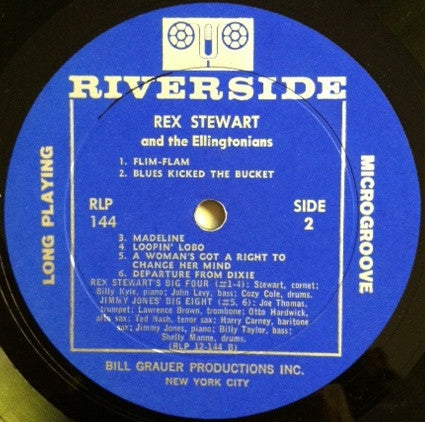 RIVERSIDE
REX STEWART
and the Ellingtonians
1. FLIM-FLAM
2. BLUES KICKED THE BUCKET
RLP
144
SIDE
2
LONG PLAYING
MICROGROOVE
3. MADELINE
4. LOOPIN' LOBO
5. A WOMAN'S GOT A RIGHT TO
CHANGE HER MIND
6. DEPARTURE FROM DIXIE
REX STEWART'S BIG FOUR (#1-4): Stewart, cornet;
Billy Kyle, piano; John Levy, bass; Cozy Cole, drums.
JIMMY JONES' BIG EIGHT (#5, 6): Joe Thomas,
trumpet; Lawrence Brown, trombone; Otto Hardwick,
alto sax; Ted Nash, tenor sax; Harry Carney, baritone
sax; Jimmy Jones, piano; Billy Taylor, bass;
Shelly Manne, drums.
(RLP 12-144 B)
BILL GRAUER PRODUCTIONS INC.
NEW YORK CITY